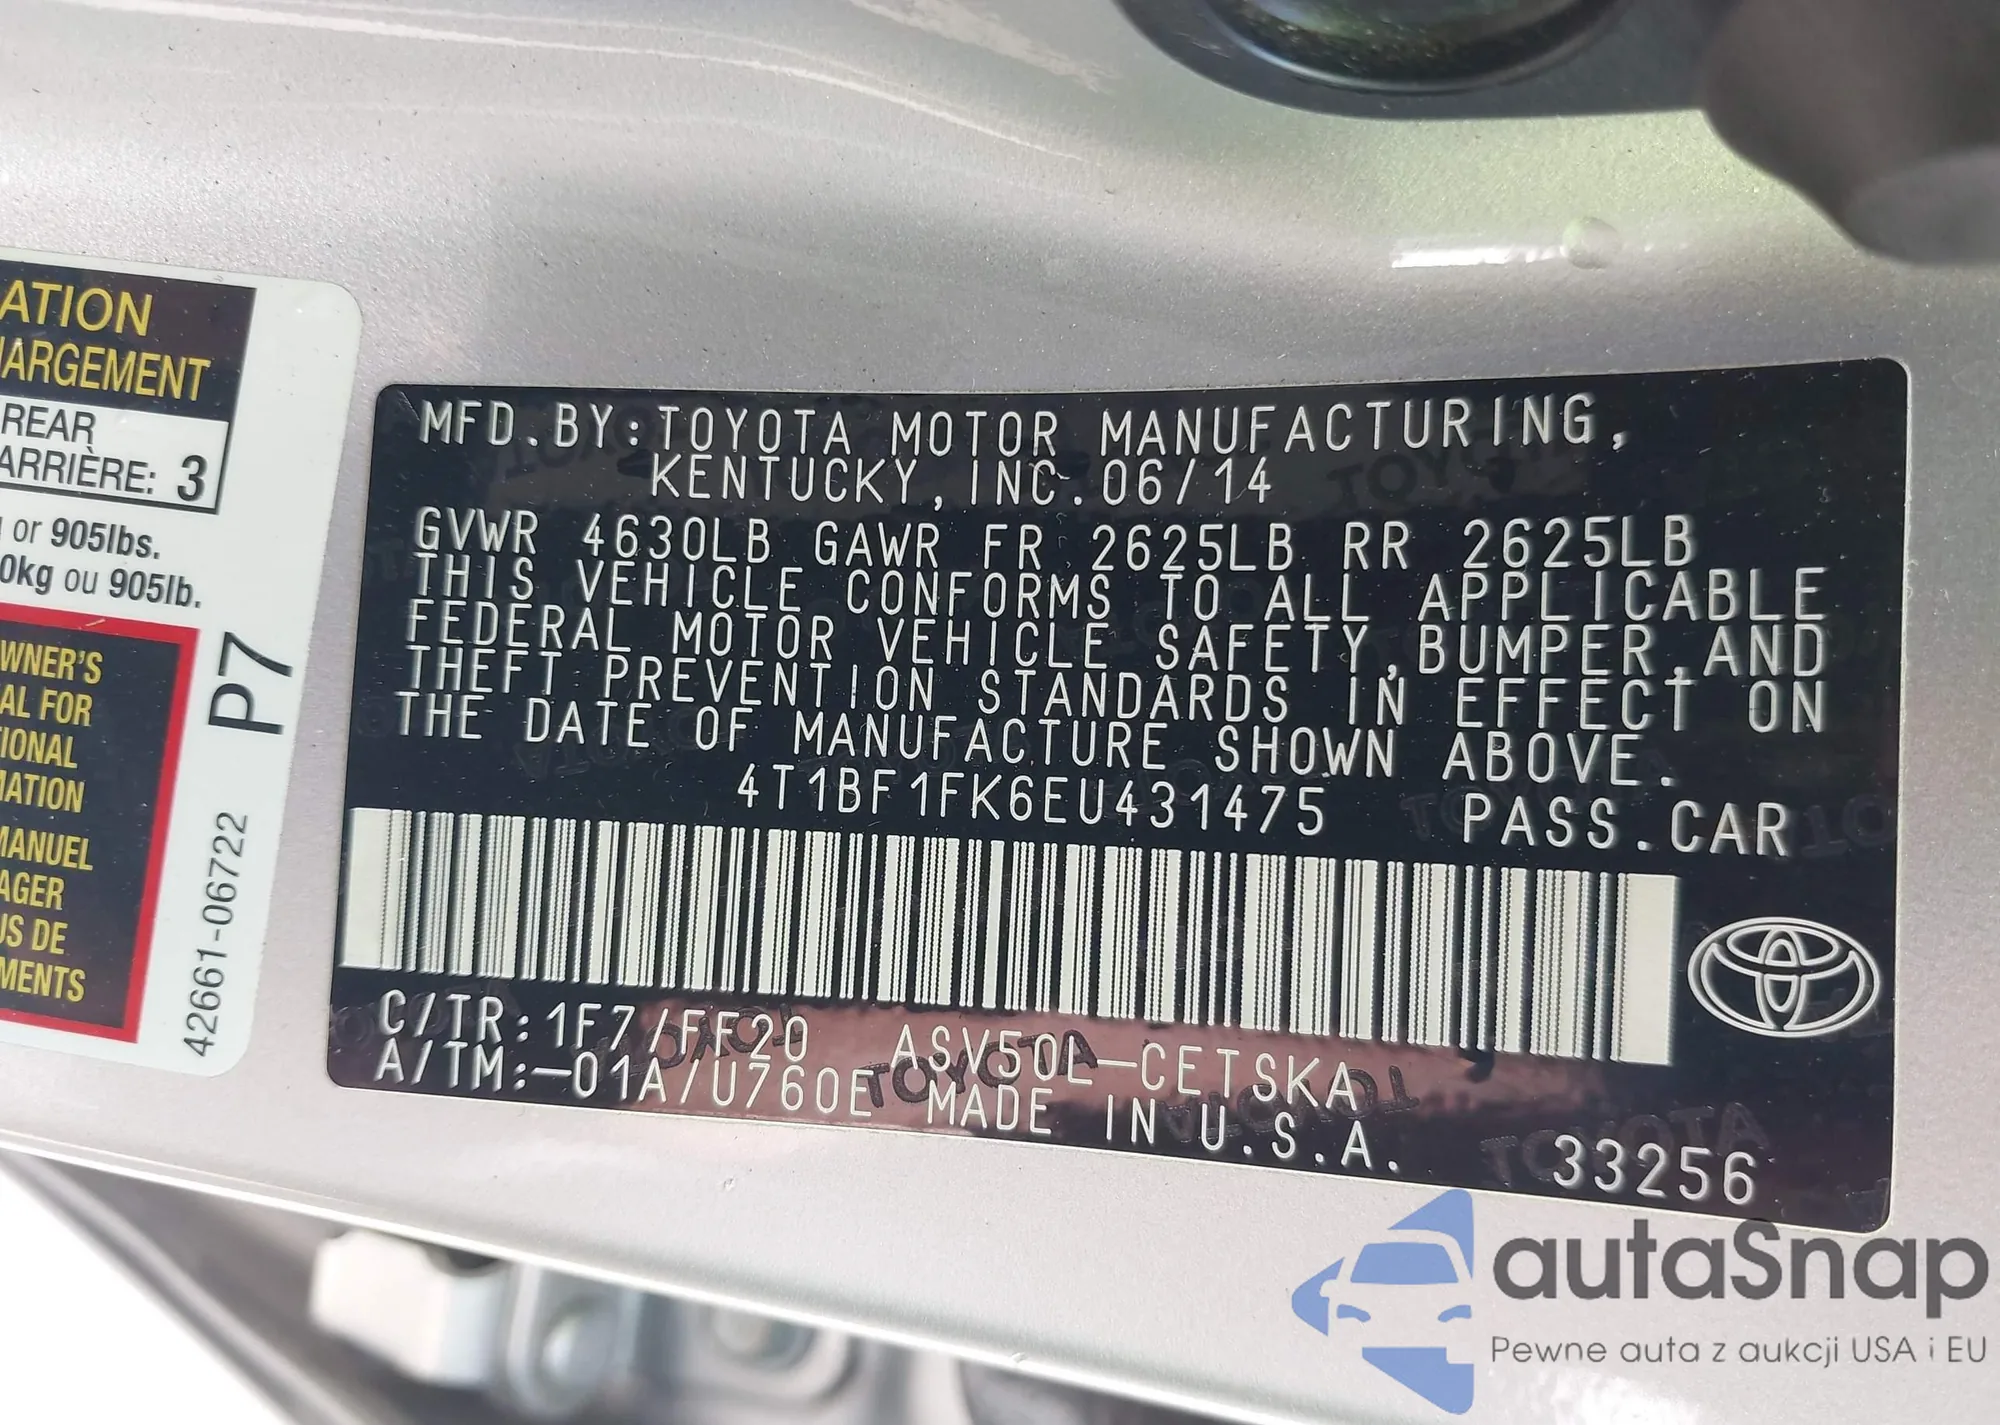 ATION
HARGEMENT
REAR
ARRIÈRE: 3
or 905lbs.
0kg ou 905lb.
WNER'S
AL FOR
TIONAL
MATION
MANUEL
AGER
US DE
MENTS
P7
42661-06722
MFD.BY:TOYOTA MOTOR MANUFACTURING,
KENTUCKY,INC.06/14
GVWR 4630LB GAWR FR 2625LB RR 2625LB
THIS VEHICLE CONFORMS TO ALL APPLICABLE
FEDERAL MOTOR VEHICLE SAFETY,BUMPER,AND
THEFT PREVENTION STANDARDS IN EFFECT ON
THE DATE OF MANUFACTURE SHOWN ABOVE.
4T1BF1FK6EU431475 PASS.CAR
C/TR:1F7/FF20 ASV50L-CETSKA
A/TM:-01A/U760E MADE IN U.S.A.
33256
autaSnap
Pewne auta z aukcji USA i EU